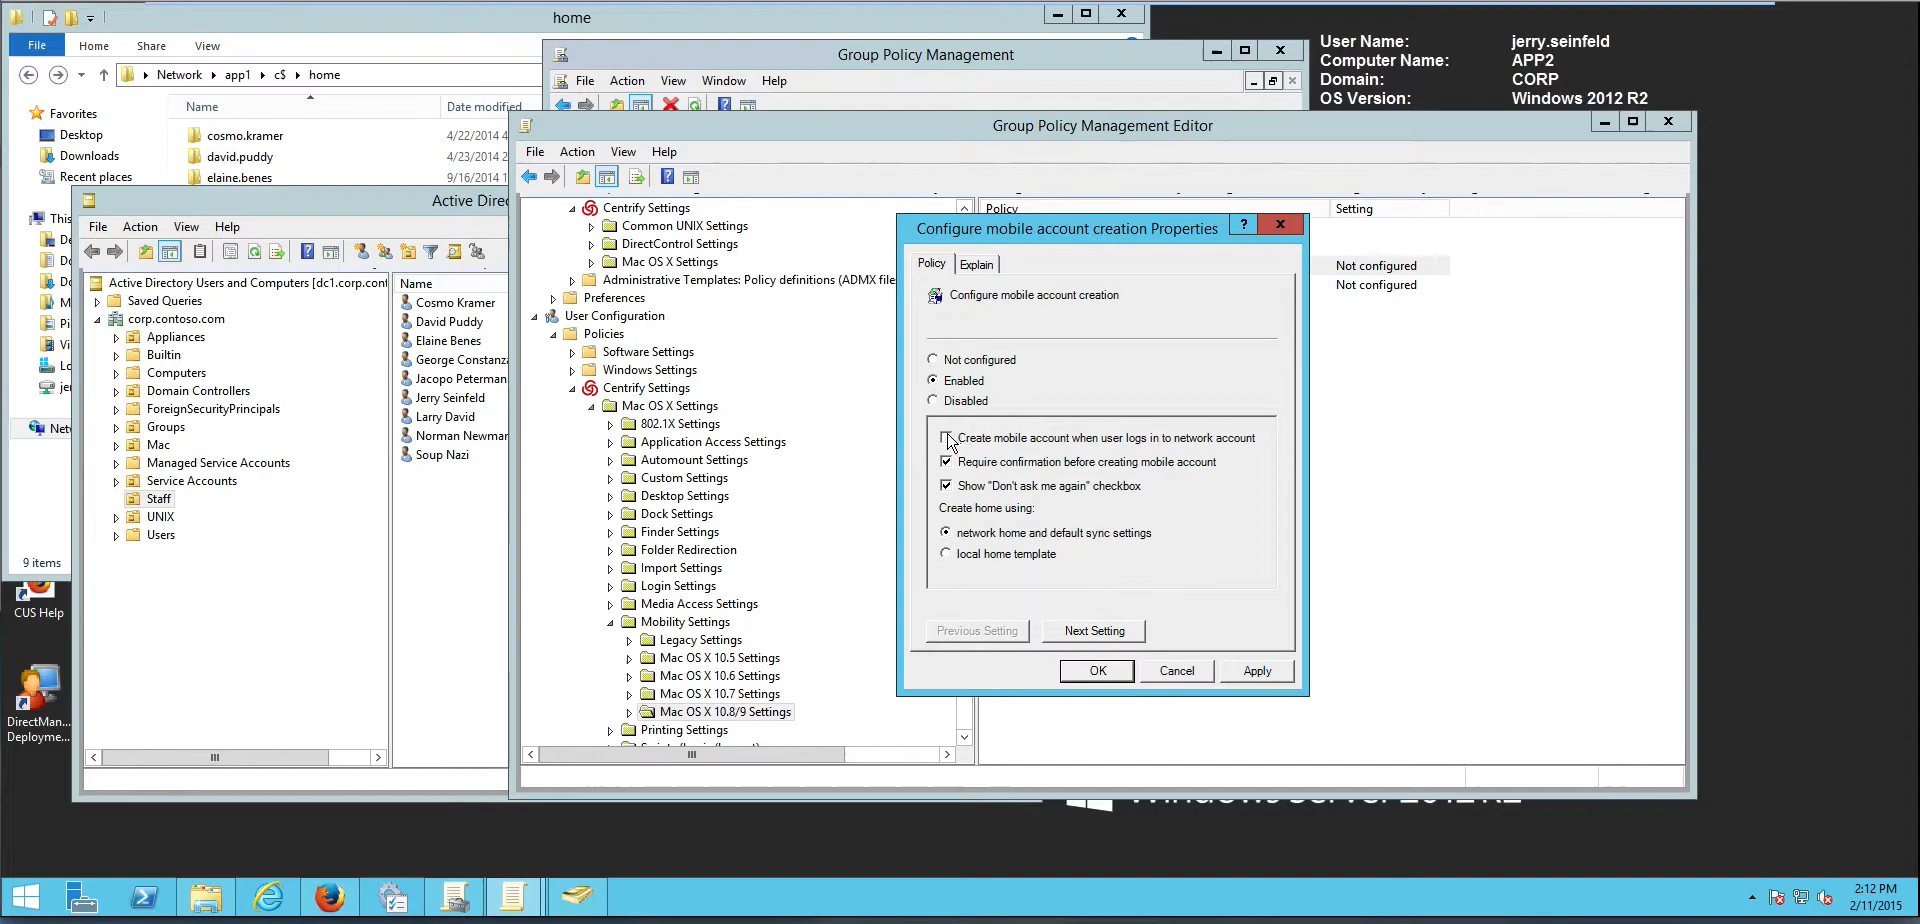 home
File
Home
Share
View
Network
app1
c$
home
Favorites
Desktop
Downloads
Recent places
Name
Date modified
cosmo.kramer
4/22/2014 4
david.puddy
4/23/2014 2
elaine.benes
9/16/2014 1
This
9 items
CUS Help
DirectMan...
Deployme...
Active Direc
File
Action
View
Help
Active Directory Users and Computers [dc1.corp.cont
Saved Queries
corp.contoso.com
Appliances
Builtin
Computers
Domain Controllers
ForeignSecurityPrincipals
Groups
Mac
Managed Service Accounts
Service Accounts
Staff
UNIX
Users
Name
Cosmo Kramer
David Puddy
Elaine Benes
George Constanz
Jacopo Peterman
Jerry Seinfeld
Larry David
Norman Newmar
Soup Nazi
Group Policy Management
File
Action
View
Window
Help
Group Policy Management Editor
File
Action
View
Help
Centrify Settings
Common UNIX Settings
DirectControl Settings
Mac OS X Settings
Administrative Templates: Policy definitions (ADMX file
Preferences
User Configuration
Policies
Software Settings
Windows Settings
Centrify Settings
Mac OS X Settings
802.1X Settings
Application Access Settings
Automount Settings
Custom Settings
Desktop Settings
Dock Settings
Finder Settings
Folder Redirection
Import Settings
Login Settings
Media Access Settings
Mobility Settings
Legacy Settings
Mac OS X 10.5 Settings
Mac OS X 10.6 Settings
Mac OS X 10.7 Settings
Mac OS X 10.8/9 Settings
Printing Settings
Policy
Setting
Not configured
Not configured
Configure mobile account creation Properties
Policy
Explain
Configure mobile account creation
Not configured
Enabled
Disabled
Create mobile account when user logs in to network account
Require confirmation before creating mobile account
Show "Don't ask me again" checkbox
Create home using:
network home and default sync settings
local home template
Previous Setting
Next Setting
OK
Cancel
Apply
User Name: jerry.seinfeld
Computer Name: APP2
Domain: CORP
OS Version: Windows 2012 R2
2:12 PM
2/11/2015